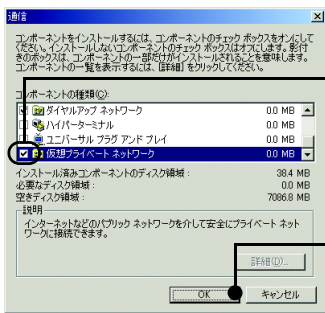 通信
コンポーネントをインストールするには、コンポーネントのチェック ボックスをオンにして
ください。インストールしないコンポーネントのチェック ボックスはオフにします。影付
きのボックスは、コンポーネントの一部だけがインストールされることを意味します。
コンポーネントの一覧を表示するには、[詳細] をクリックしてください。
コンポーネントの種類(C):
ダイヤルアップ ネットワーク 0.0 MB
ハイパーターミナル 0.0 MB
ユニバーサル プラグ アンド プレイ 0.0 MB
仮想プライベート ネットワーク 0.0 MB
インストール済みコンポーネントのディスク領域: 38.4 MB
必要なディスク領域: 0.0 MB
空きディスク領域: 7086.8 MB
説明
インターネットなどのパブリック ネットワークを介して安全にプライベート ネット
ワークに接続できます。
詳細(D)...
OK キャンセル